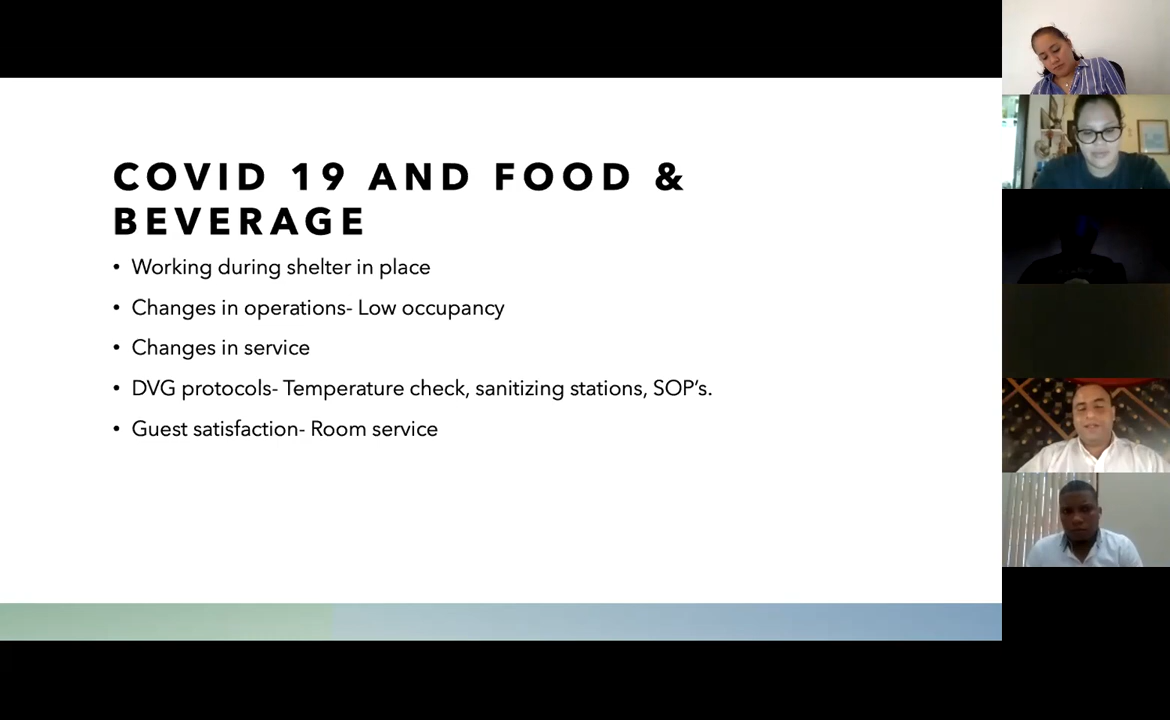 COVID 19 AND FOOD &
BEVERAGE
• Working during shelter in place
• Changes in operations- Low occupancy
• Changes in service
• DVG protocols- Temperature check, sanitizing stations, SOP’s.
• Guest satisfaction- Room service